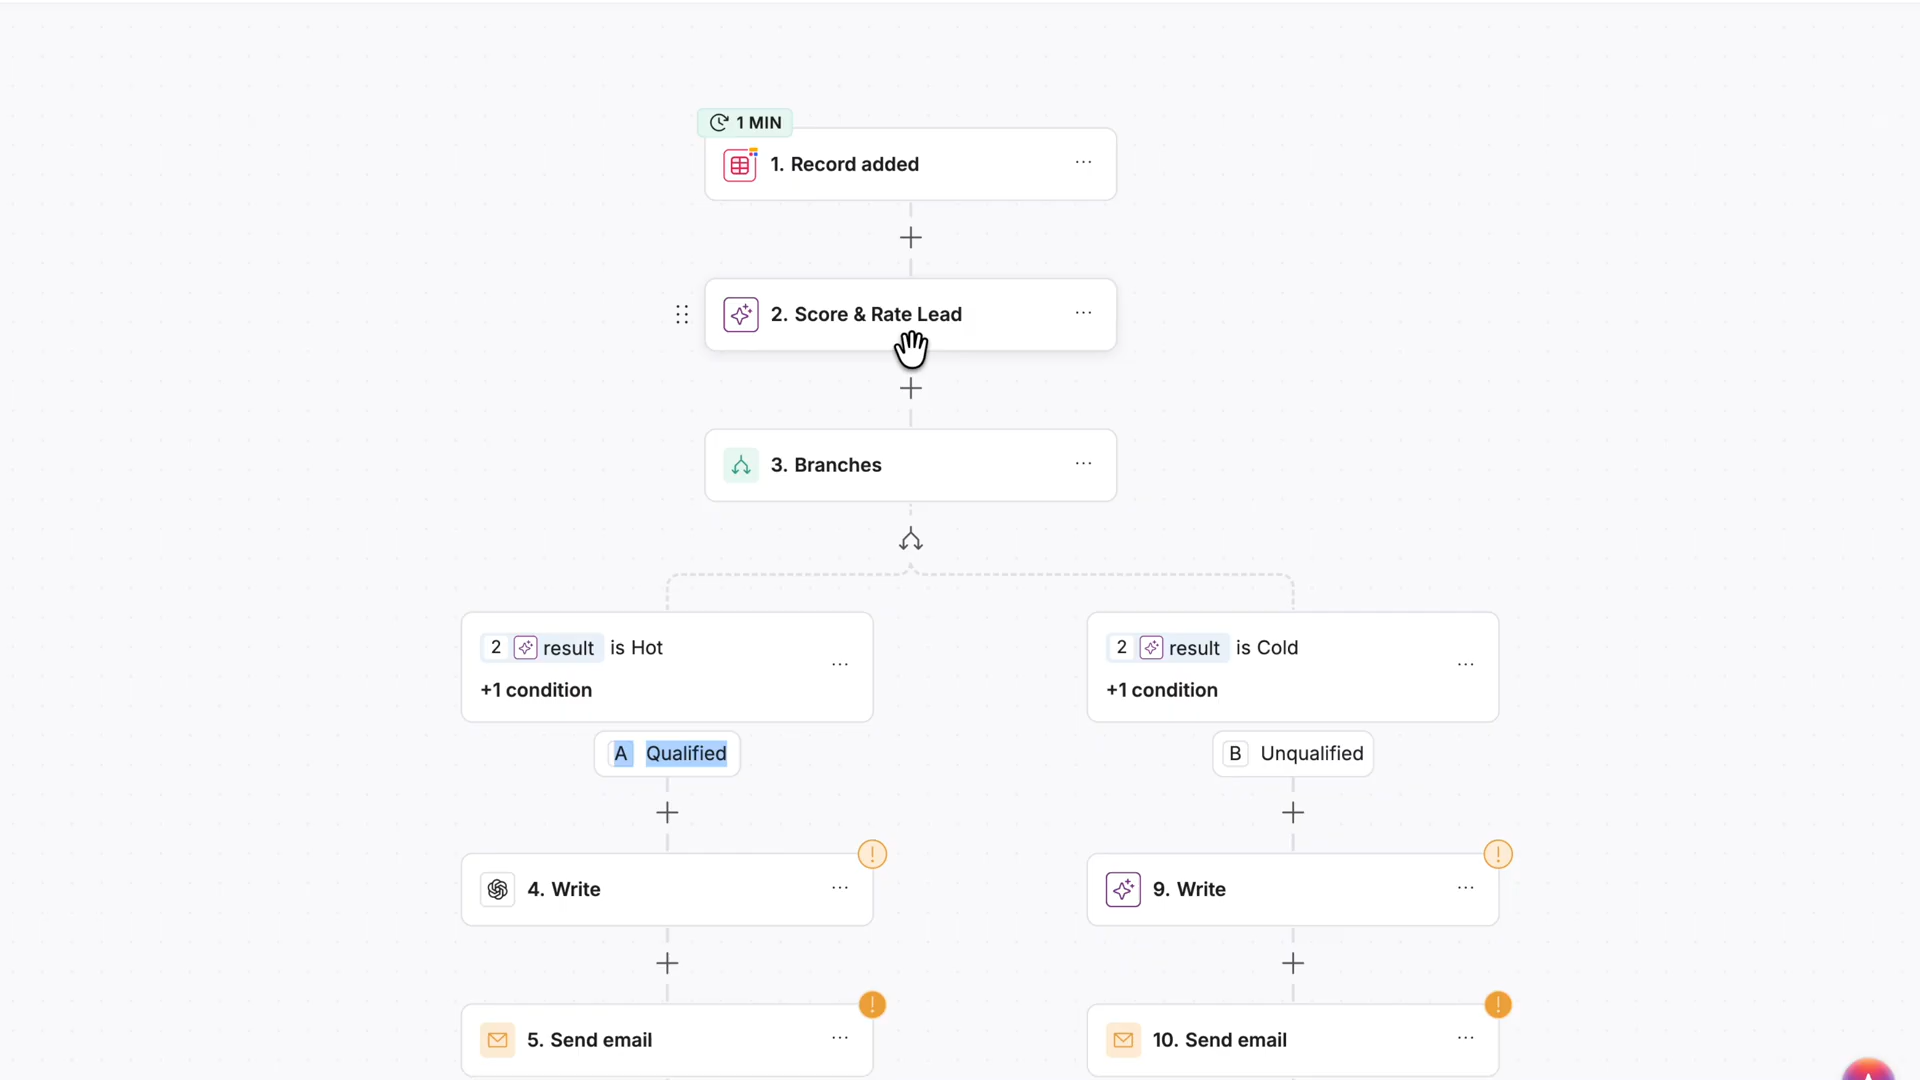 1 MIN
1. Record added
2. Score & Rate Lead
3. Branches
2 result is Hot
+1 condition
2 result is Cold
+1 condition
A Qualified
B Unqualified
4. Write
9. Write
5. Send email
10. Send email